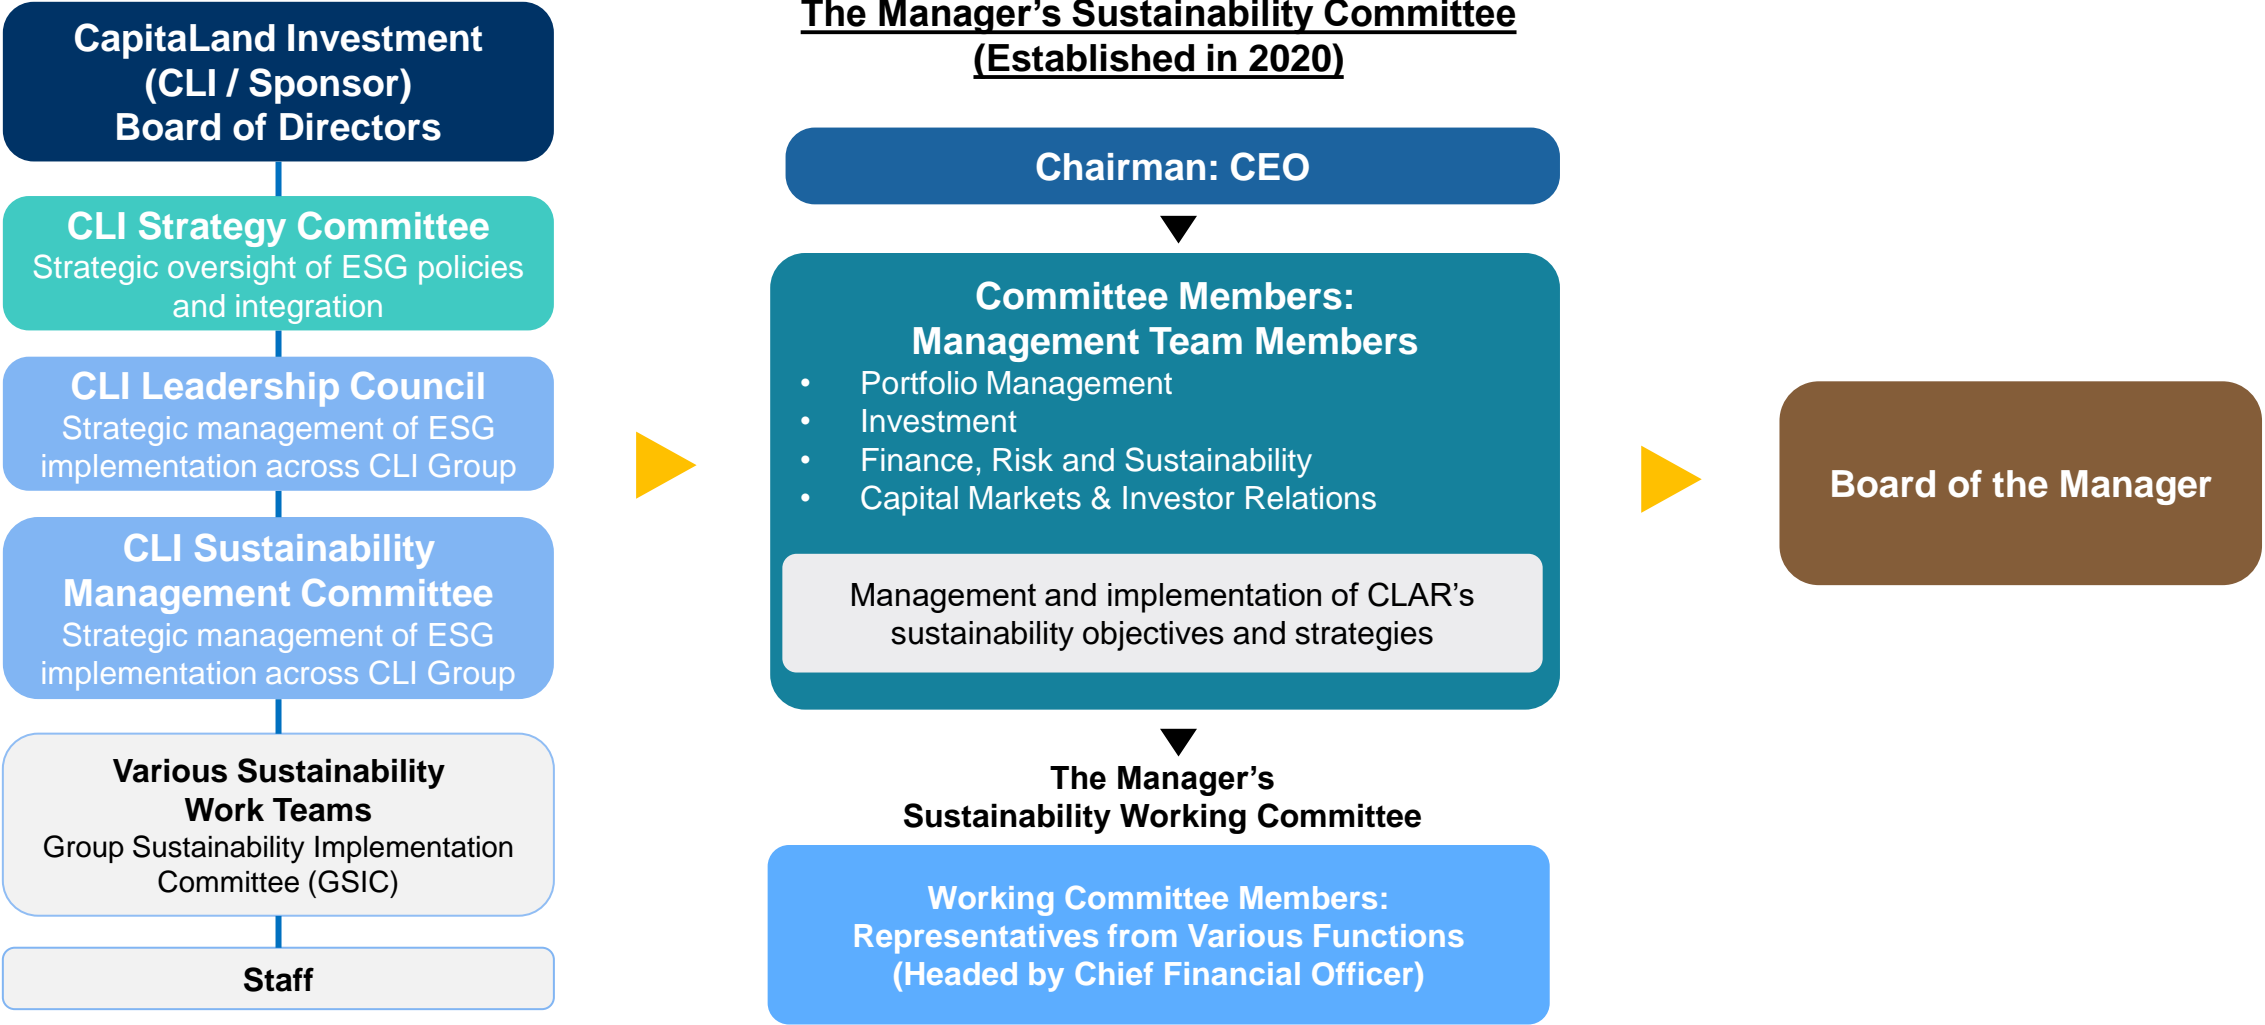 CapitaLand Investment
(CLI / Sponsor)
Board of Directors
CLI Strategy Committee
Strategic oversight of ESG policies
and integration
CLI Leadership Council
Strategic management of ESG
implementation across CLI Group
CLI Sustainability
Management Committee
Strategic management of ESG
implementation across CLI Group
Various Sustainability
Work Teams
Group Sustainability Implementation
Committee (GSIC)
Staff
The Manager’s Sustainability Committee
(Established in 2020)
Chairman: CEO
Committee Members:
Management Team Members
• Portfolio Management
• Investment
• Finance, Risk and Sustainability
• Capital Markets & Investor Relations
Management and implementation of CLAR’s
sustainability objectives and strategies
The Manager’s
Sustainability Working Committee
Working Committee Members:
Representatives from Various Functions
(Headed by Chief Financial Officer)
Board of the Manager